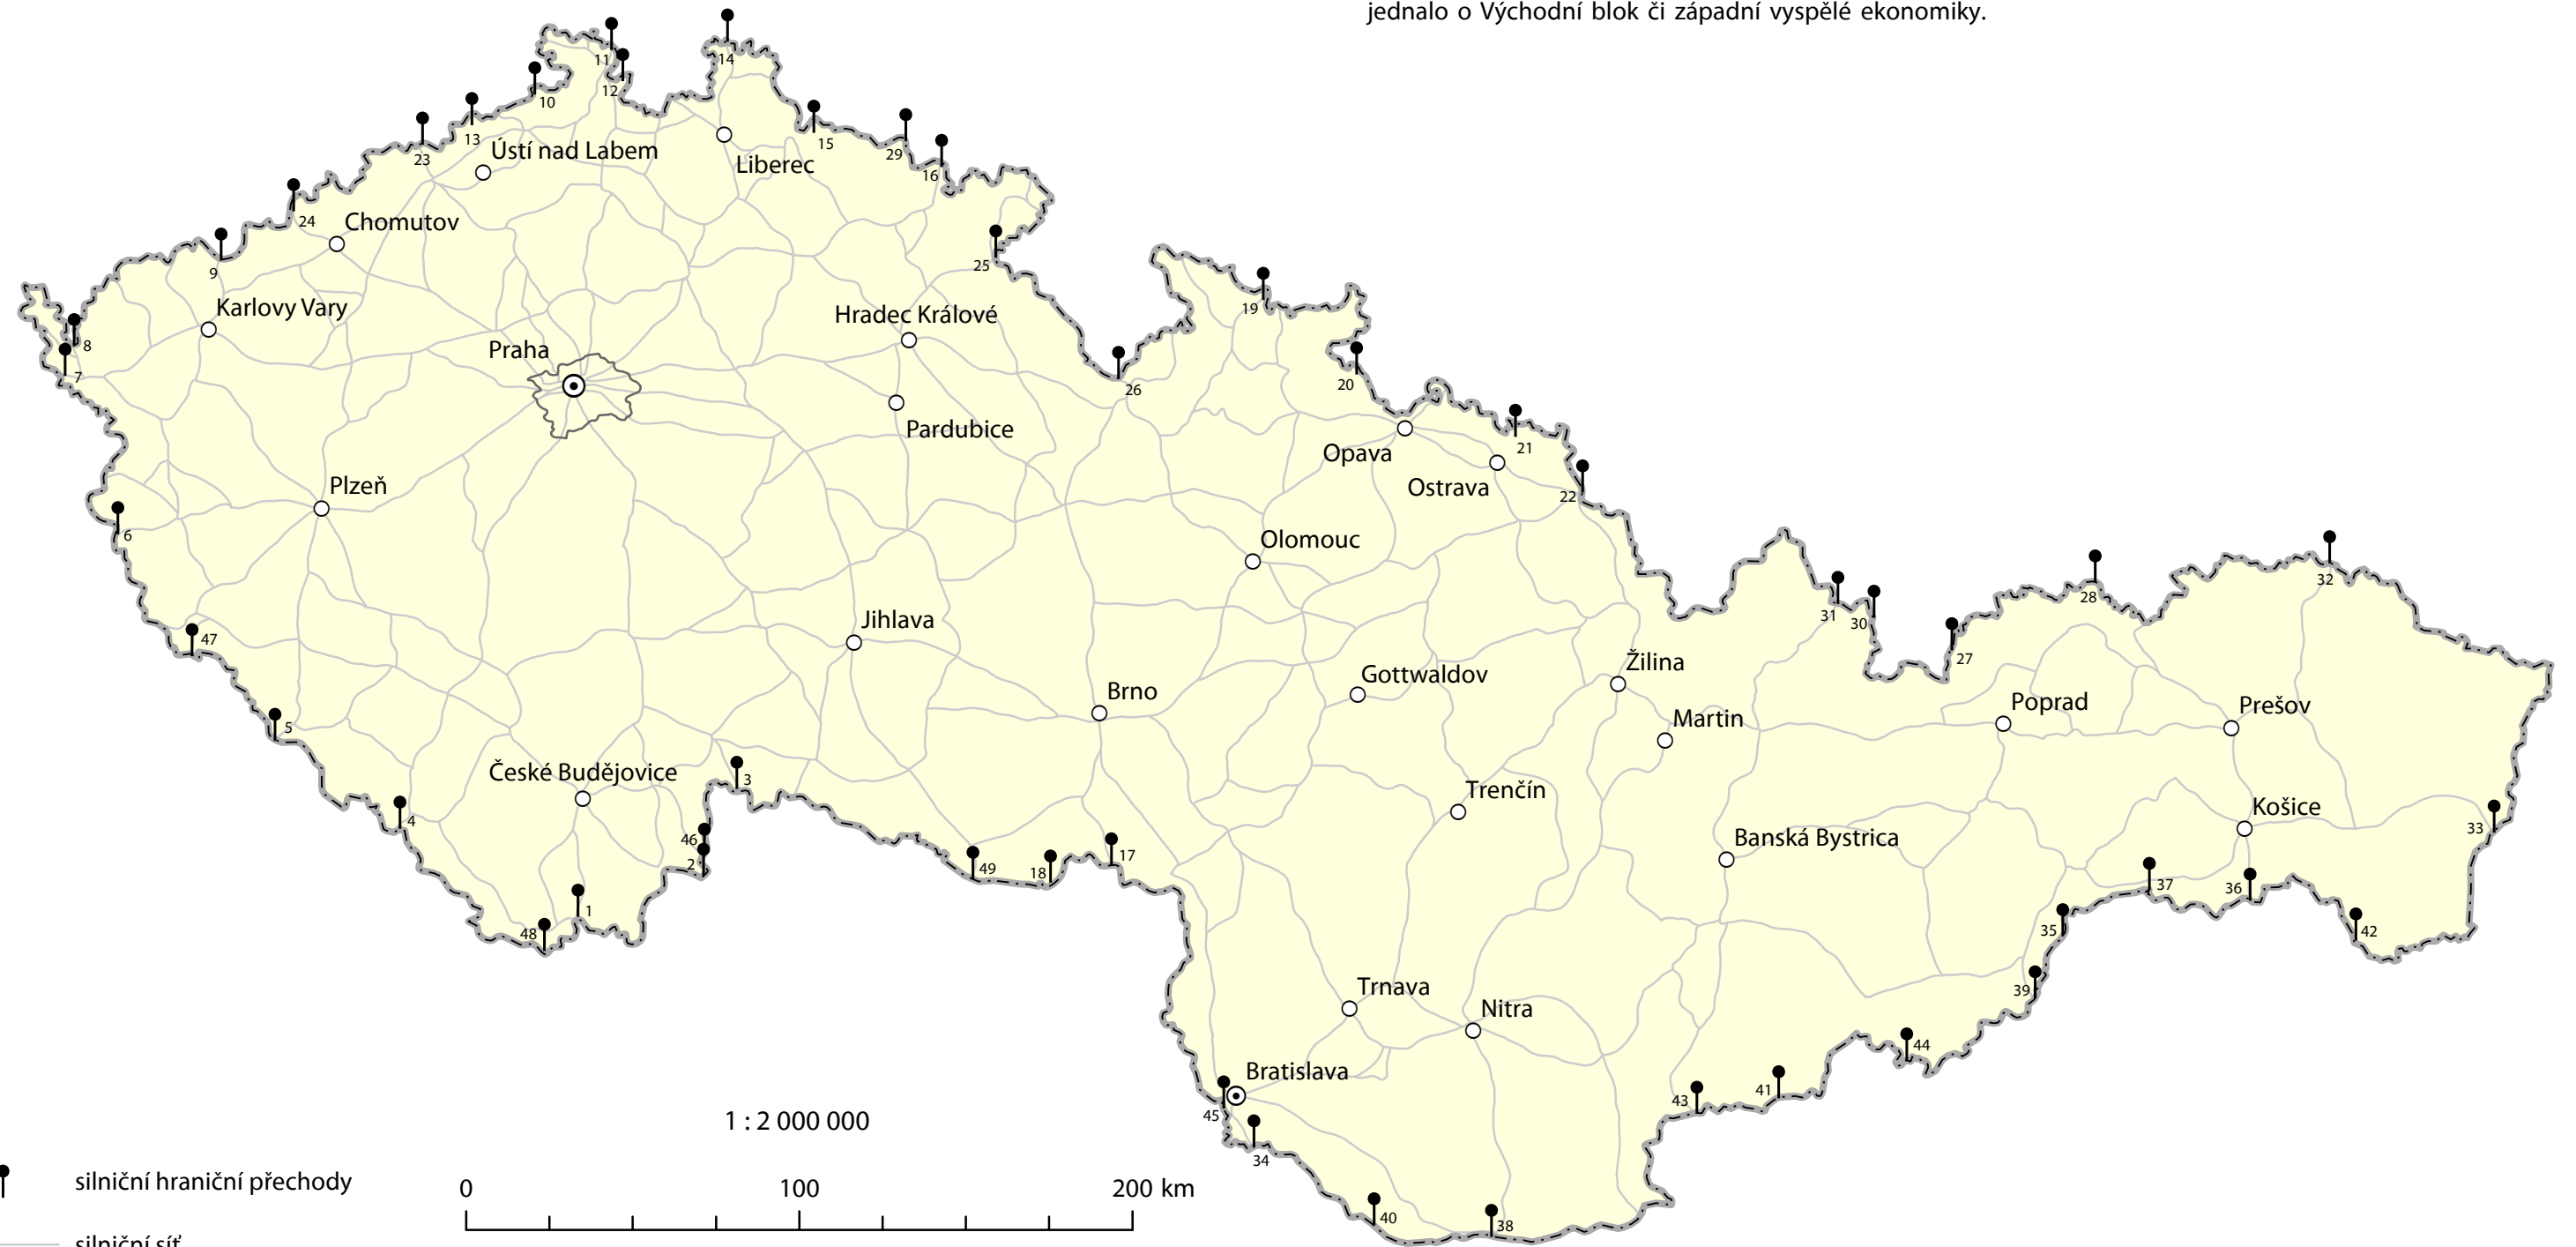 jednalo o Východní blok či západní vyspělé ekonomiky.
11
14
12
10
13
23
15
29
16
Ústí nad Labem
Liberec
24
Chomutov
9
25
Karlovy Vary
Hradec Králové
19
8
Praha
7
20
26
Pardubice
Opava
21
Ostrava
22
Plzeň
6
Olomouc
32
28
31
30
Jihlava
47
27
Gottwaldov
Žilina
Brno
Poprad
Prešov
Martin
5
České Budějovice
3
Trenčín
Košice
4
46
33
Banská Bystrica
17
2
49
18
37
36
1
48
35
42
Trnava
39
Nitra
44
Bratislava
41
43
45
1 : 2 000 000
34
silniční hraniční přechody
0 100 200 km
40
38
silniční síť